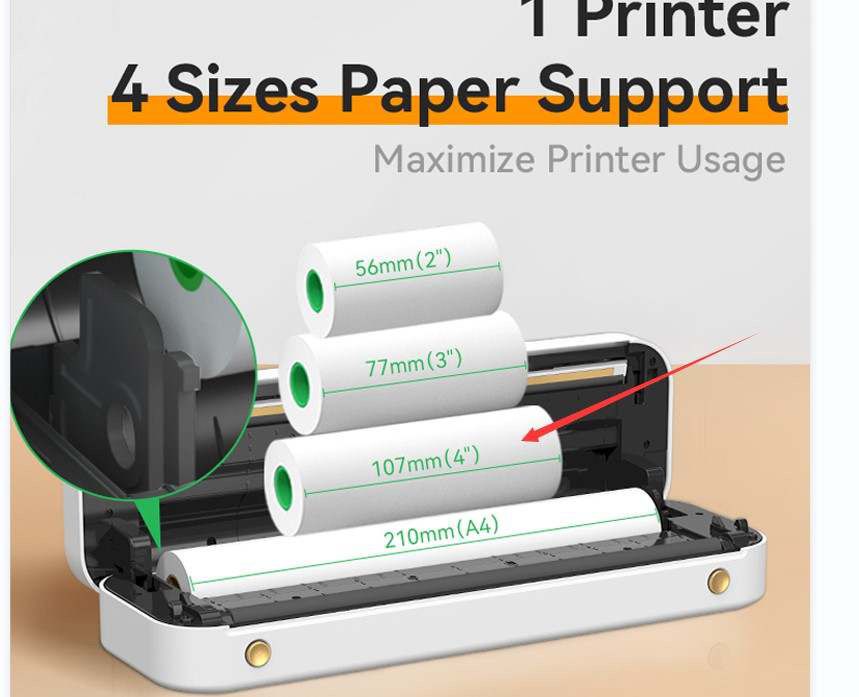 1 Printer
4 Sizes Paper Support
Maximize Printer Usage
56mm(2")
77mm(3")
107mm(4")
210mm(A4)